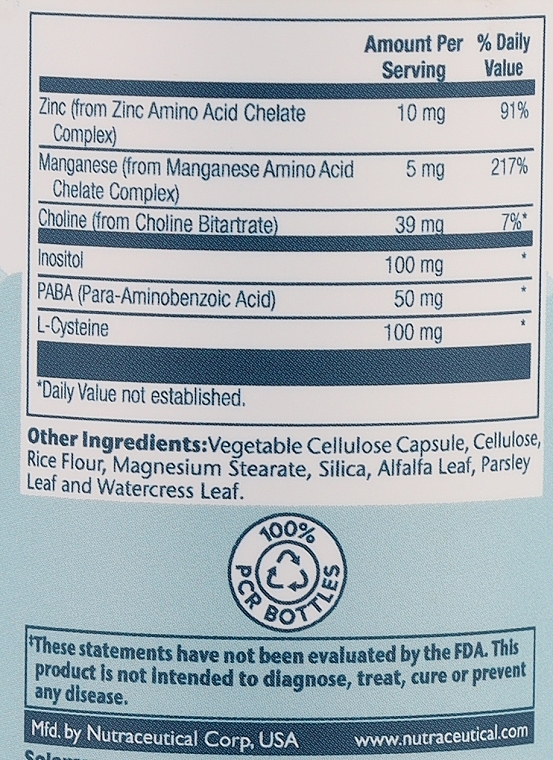 Amount Per % Daily
Serving Value
Zinc (from Zinc Amino Acid Chelate 10 mg 91%
Complex)
Manganese (from Manganese Amino Acid 5 mg 217%
Chelate Complex)
Choline (from Choline Bitartrate) 39 mg 7%*
Inositol 100 mg *
PABA (Para-Aminobenzoic Acid) 50 mg *
L-Cysteine 100 mg *
*Daily Value not established.
Other Ingredients:Vegetable Cellulose Capsule, Cellulose,
Rice Flour, Magnesium Stearate, Silica, Alfalfa Leaf, Parsley
Leaf and Watercress Leaf.
100%
PCR BOTTLES
‡These statements have not been evaluated by the FDA. This
product is not intended to diagnose, treat, cure or prevent
any disease.
Mfd. by Nutraceutical Corp, USA www.nutraceutical.com